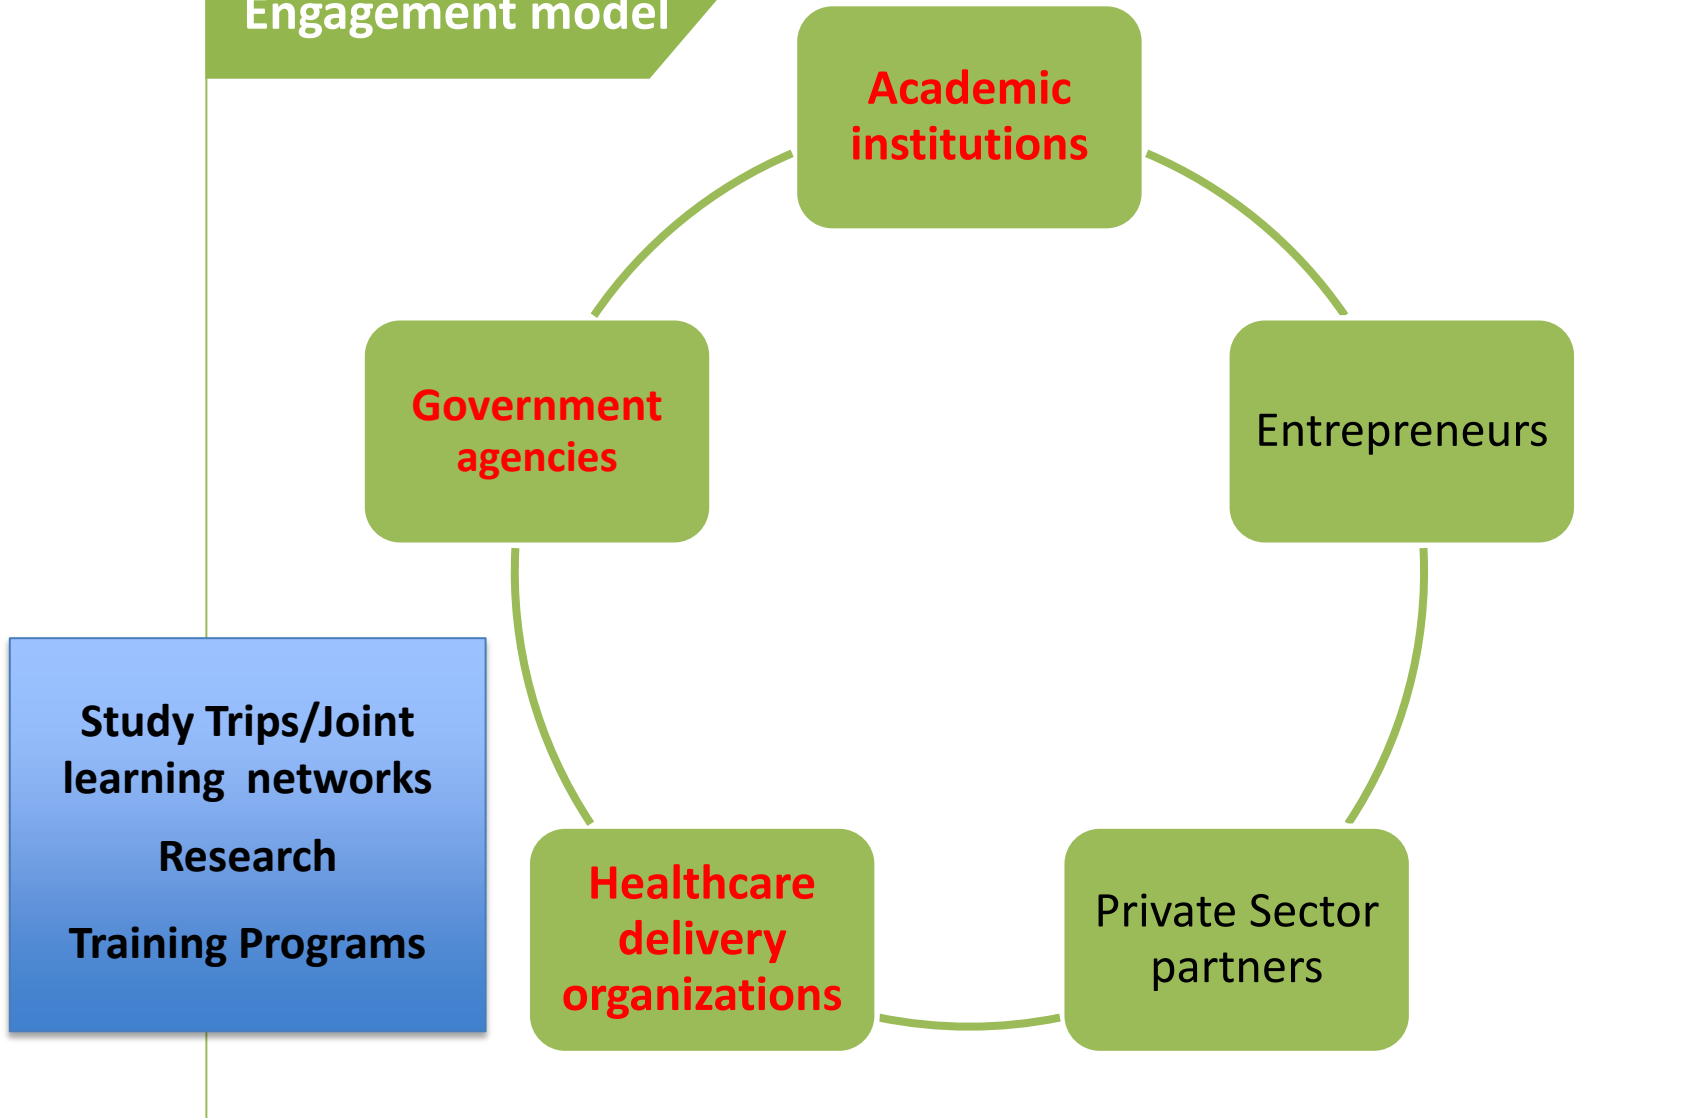 Engagement model
Academic
institutions
Government
agencies
Entrepreneurs
Study Trips/Joint
learning  networks
Research
Training Programs
Healthcare
delivery
organizations
Private Sector
partners